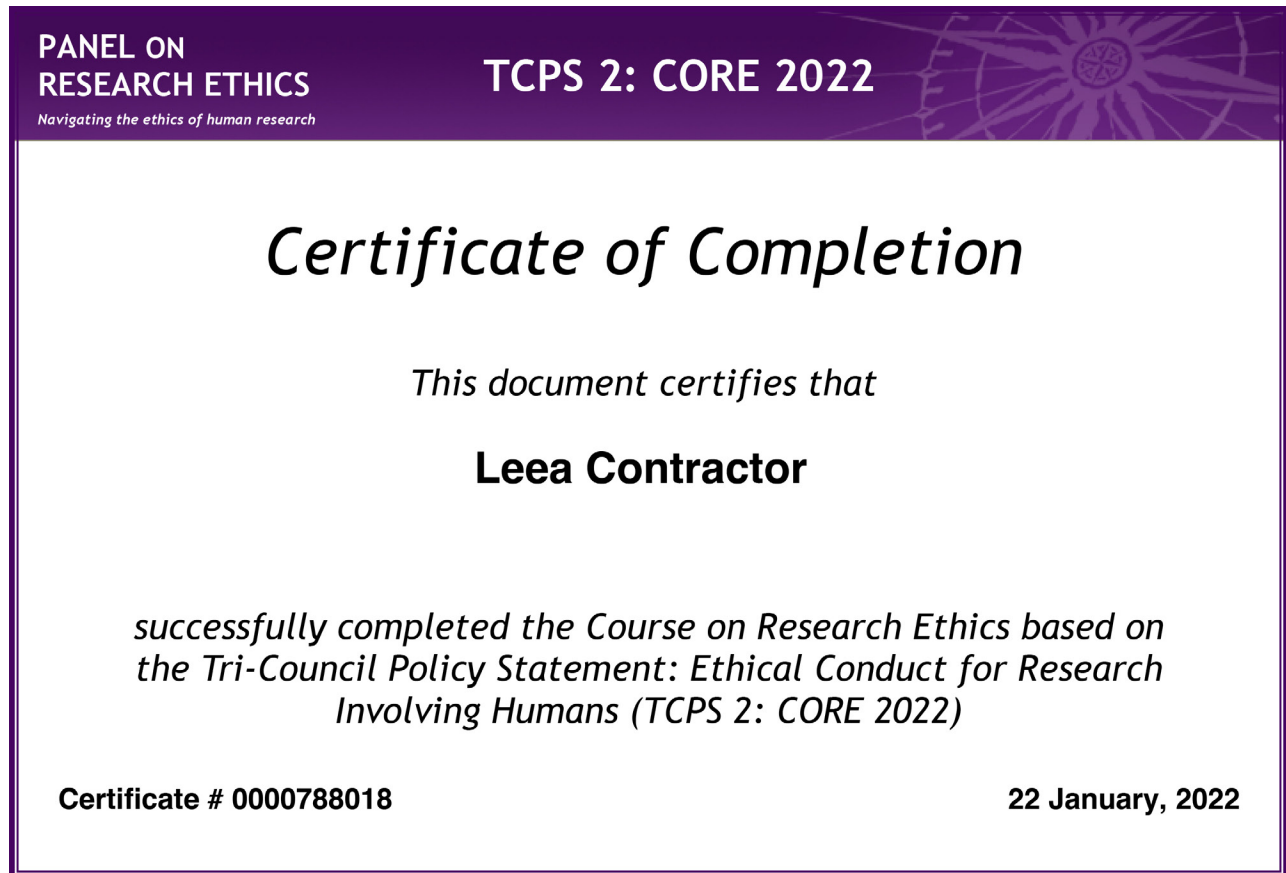 PANEL ON
RESEARCH ETHICS
Navigating the ethics of human research
TCPS 2: CORE 2022
Certificate of Completion
This document certifies that
Leea Contractor
successfully completed the Course on Research Ethics based on
the Tri-Council Policy Statement: Ethical Conduct for Research
Involving Humans (TCPS 2: CORE 2022)
Certificate # 0000788018
22 January, 2022